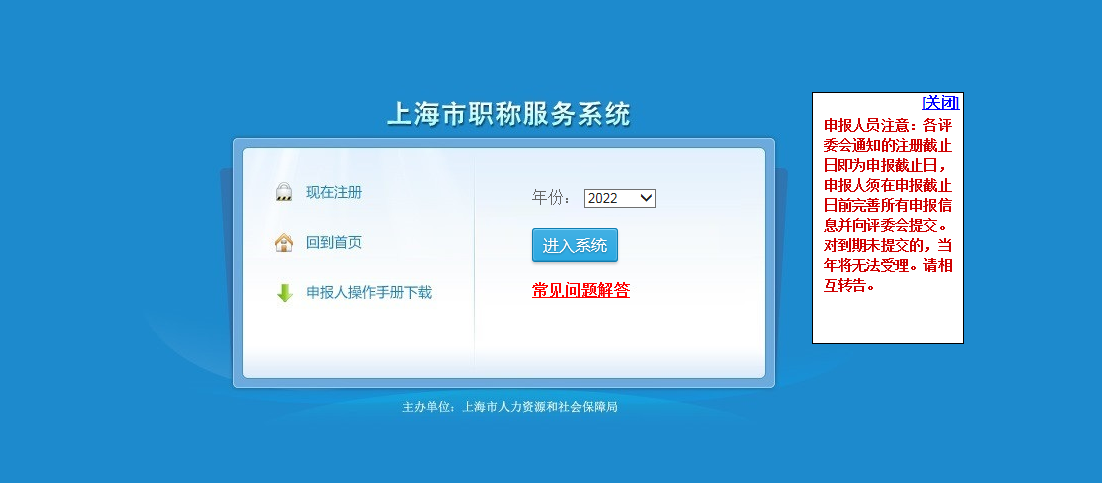 上海市职称服务系统
现在注册
回到首页
申报人操作手册下载
年份：
2022
进入系统
常见问题解答
[关闭]
申报人员注意：各评
委会通知的注册截止
日即为申报截止日，
申报人须在申报截止
日前完善所有申报信
息并向评委会提交。
对到期未提交的，当
年将无法受理。请相
互转告。
主办单位：上海市人力资源和社会保障局